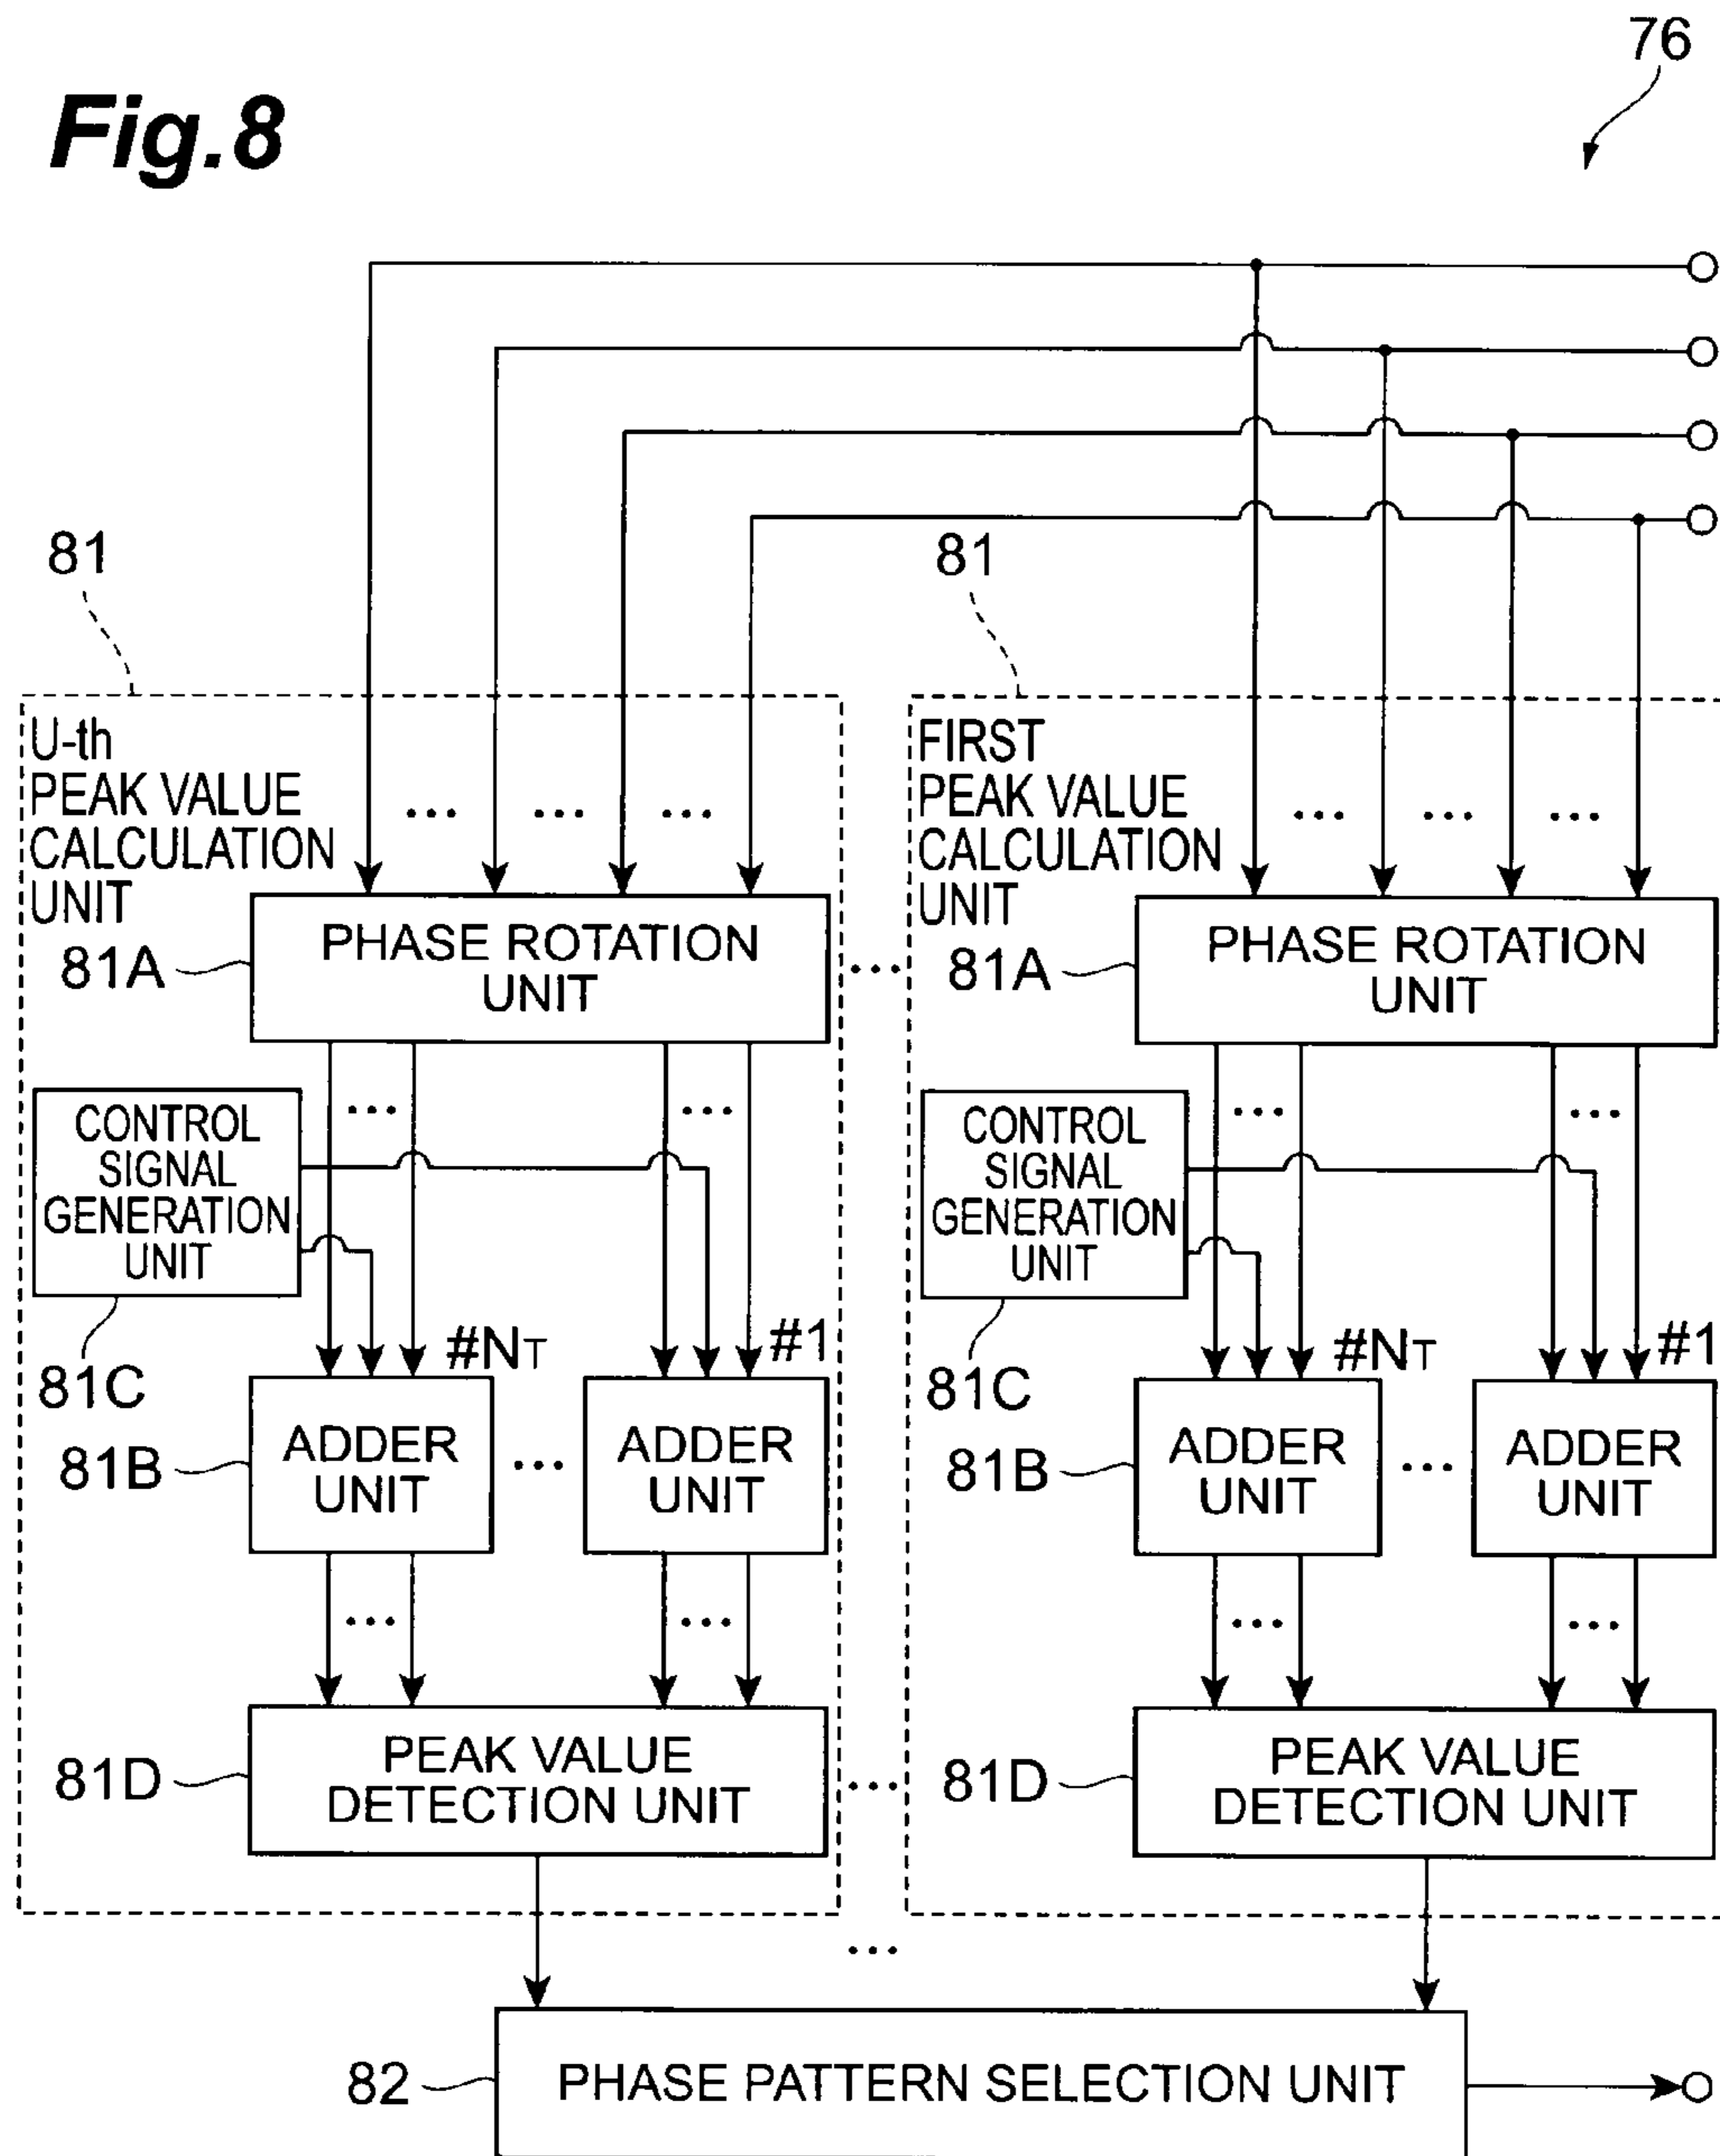 Fig.8
76
81
81
U-th
PEAK VALUE
CALCULATION
UNIT
FIRST
PEAK VALUE
CALCULATION
UNIT
... ... ...
... ... ...
81A
PHASE ROTATION
UNIT
...
81A
PHASE ROTATION
UNIT
CONTROL
SIGNAL
GENERATION
UNIT
... ...
CONTROL
SIGNAL
GENERATION
UNIT
... ...
81C
#NT
#1
81C
#NT
#1
81B
ADDER
UNIT
...
ADDER
UNIT
81B
ADDER
UNIT
...
ADDER
UNIT
... ...
... ...
81D
PEAK VALUE
DETECTION UNIT
...
81D
PEAK VALUE
DETECTION UNIT
...
82
PHASE PATTERN SELECTION UNIT